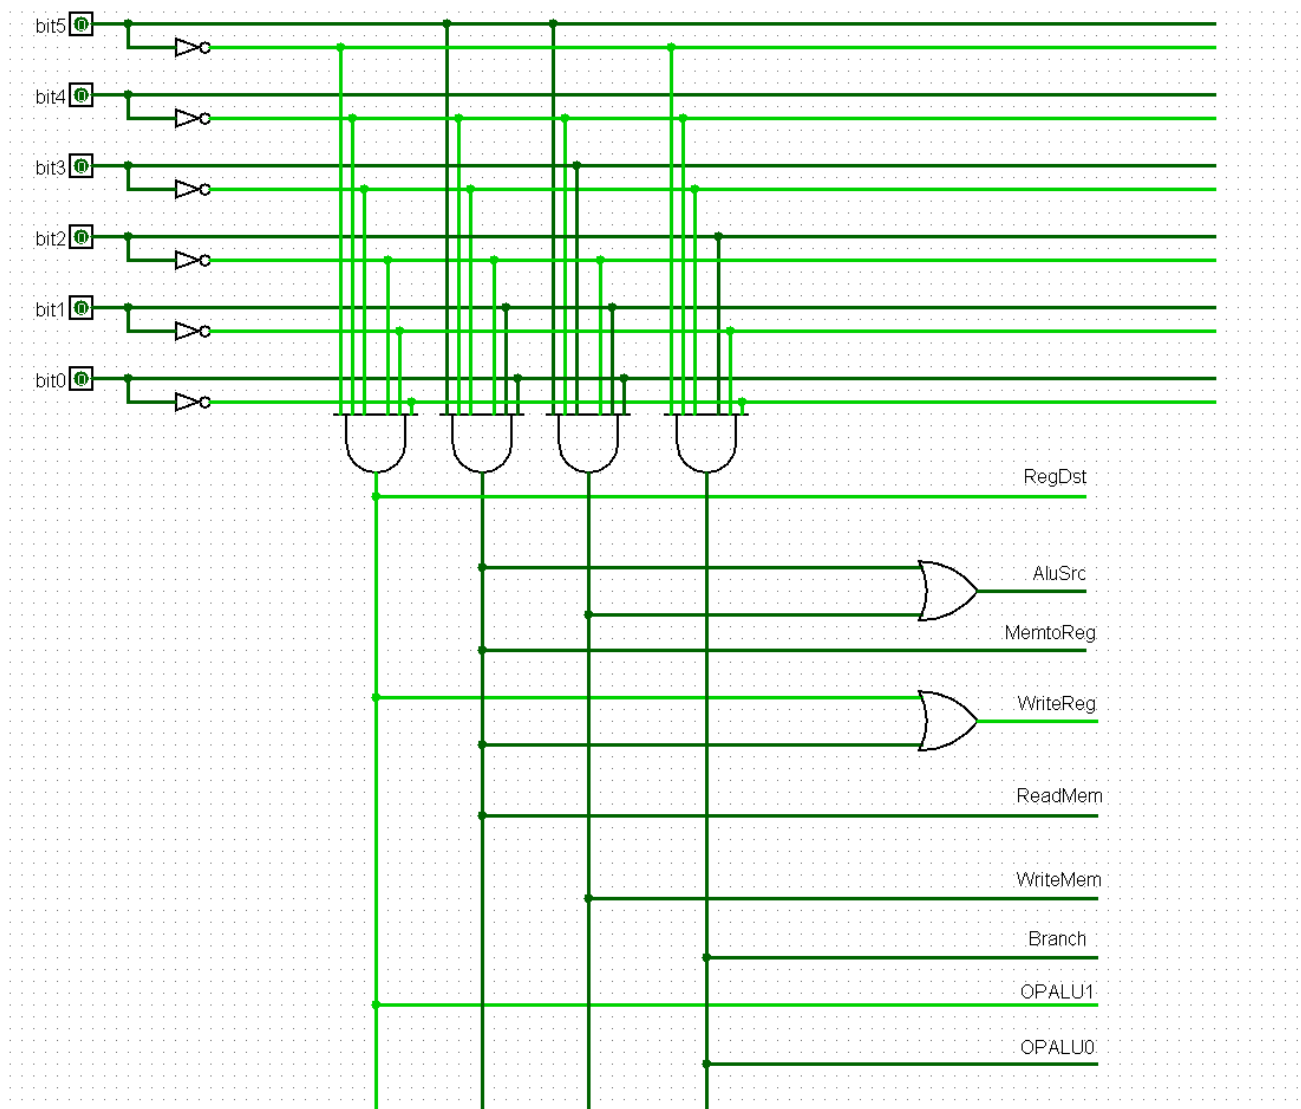 bit5
bit4
bit3
bit2
bit1
bit0
RegDst
AluSrc
MemtoReg
WriteReg
ReadMem
WriteMem
Branch
OPALU1
OPALU0